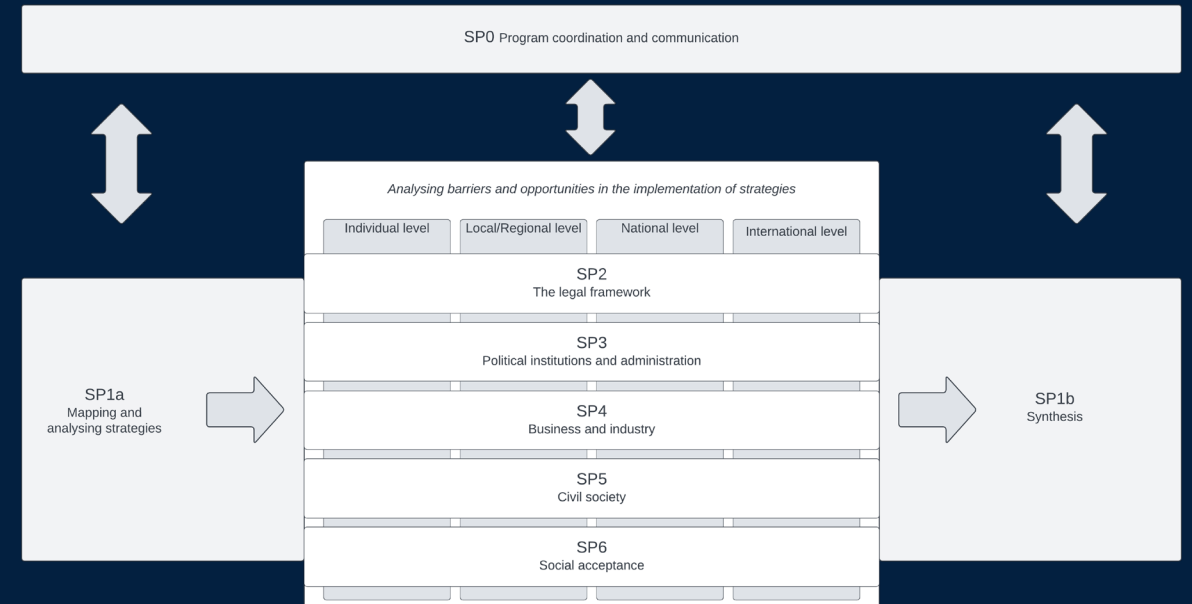 SP0 Program coordination and communication
Analysing barriers and opportunities in the implementation of strategies
Individual level
Local/Regional level
National level
International level
SP2
The legal framework
SP3
Political institutions and administration
SP4
Business and industry
SP5
Civil society
SP6
Social acceptance
SP1a
Mapping and
analysing strategies
SP1b
Synthesis